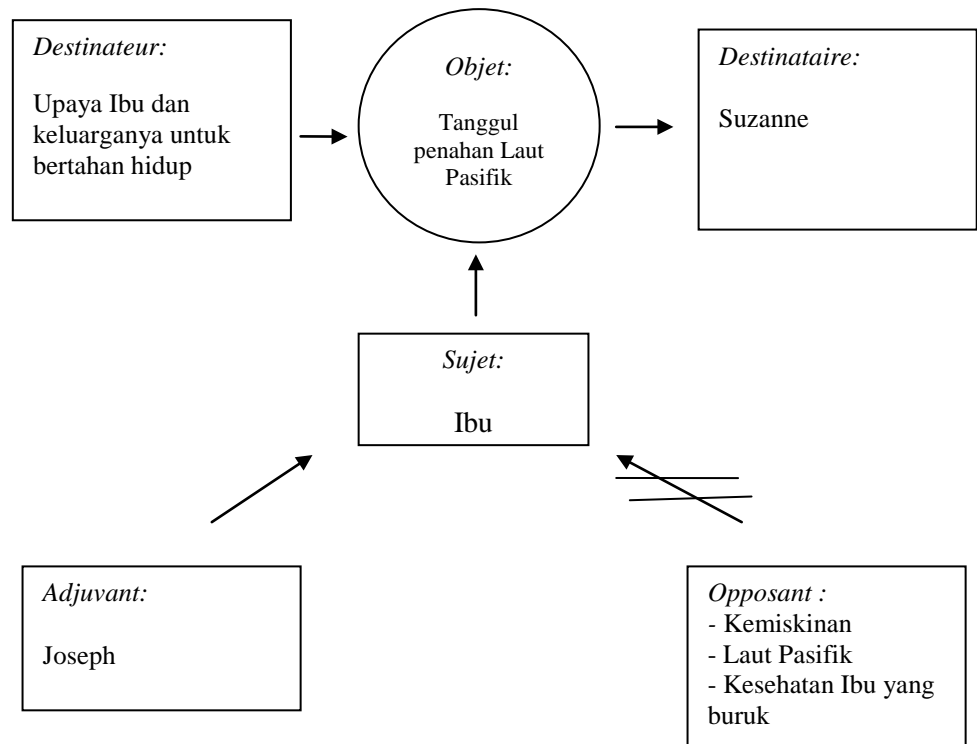 Destinateur:
Upaya Ibu dan
keluarganya untuk
bertahan hidup
Objet:
Tanggul
penahan Laut
Pasifik
Destinataire:
Suzanne
Sujet:
Ibu
Adjuvant:
Joseph
Opposant :
- Kemiskinan
- Laut Pasifik
- Kesehatan Ibu yang
buruk